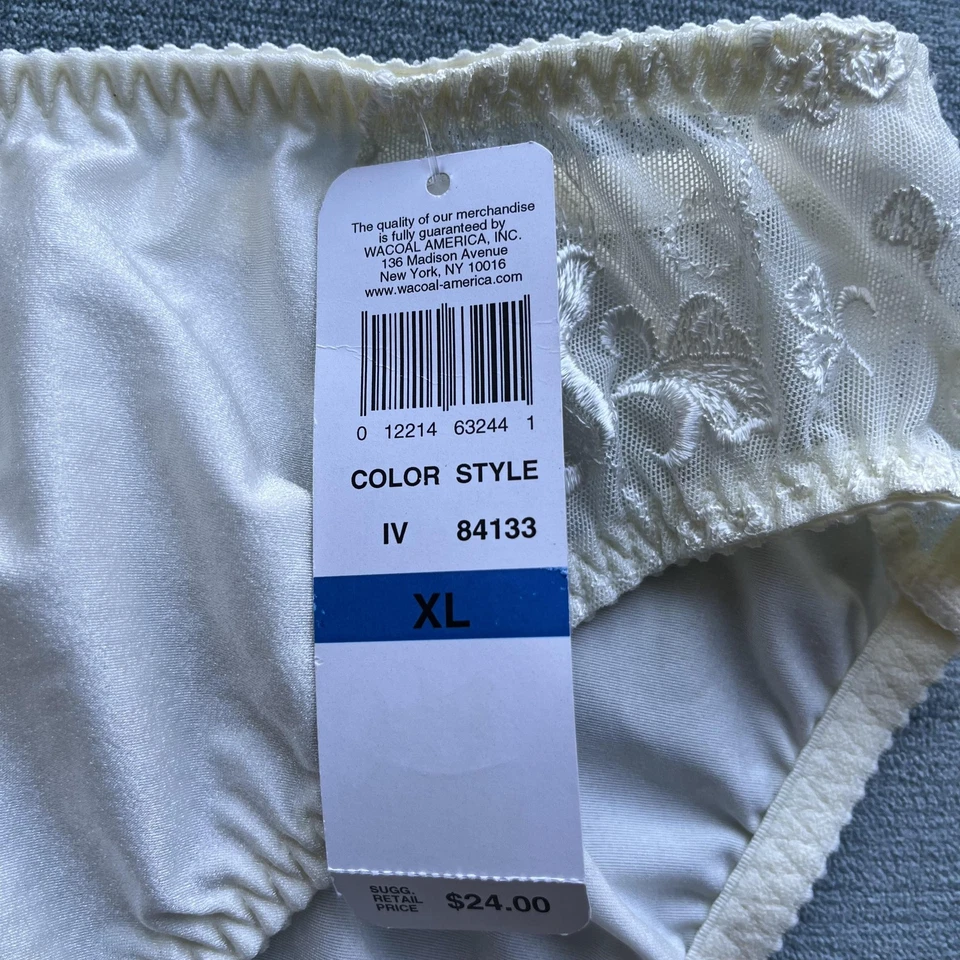 The quality of our merchandise
is fully guaranteed by
WACOAL AMERICA, INC.
136 Madison Avenue
New York, NY 10016
www.wacoal-america.com
0 12214 63244 1
COLOR STYLE
IV 84133
XL
SUGG.
RETAIL
PRICE
$24.00